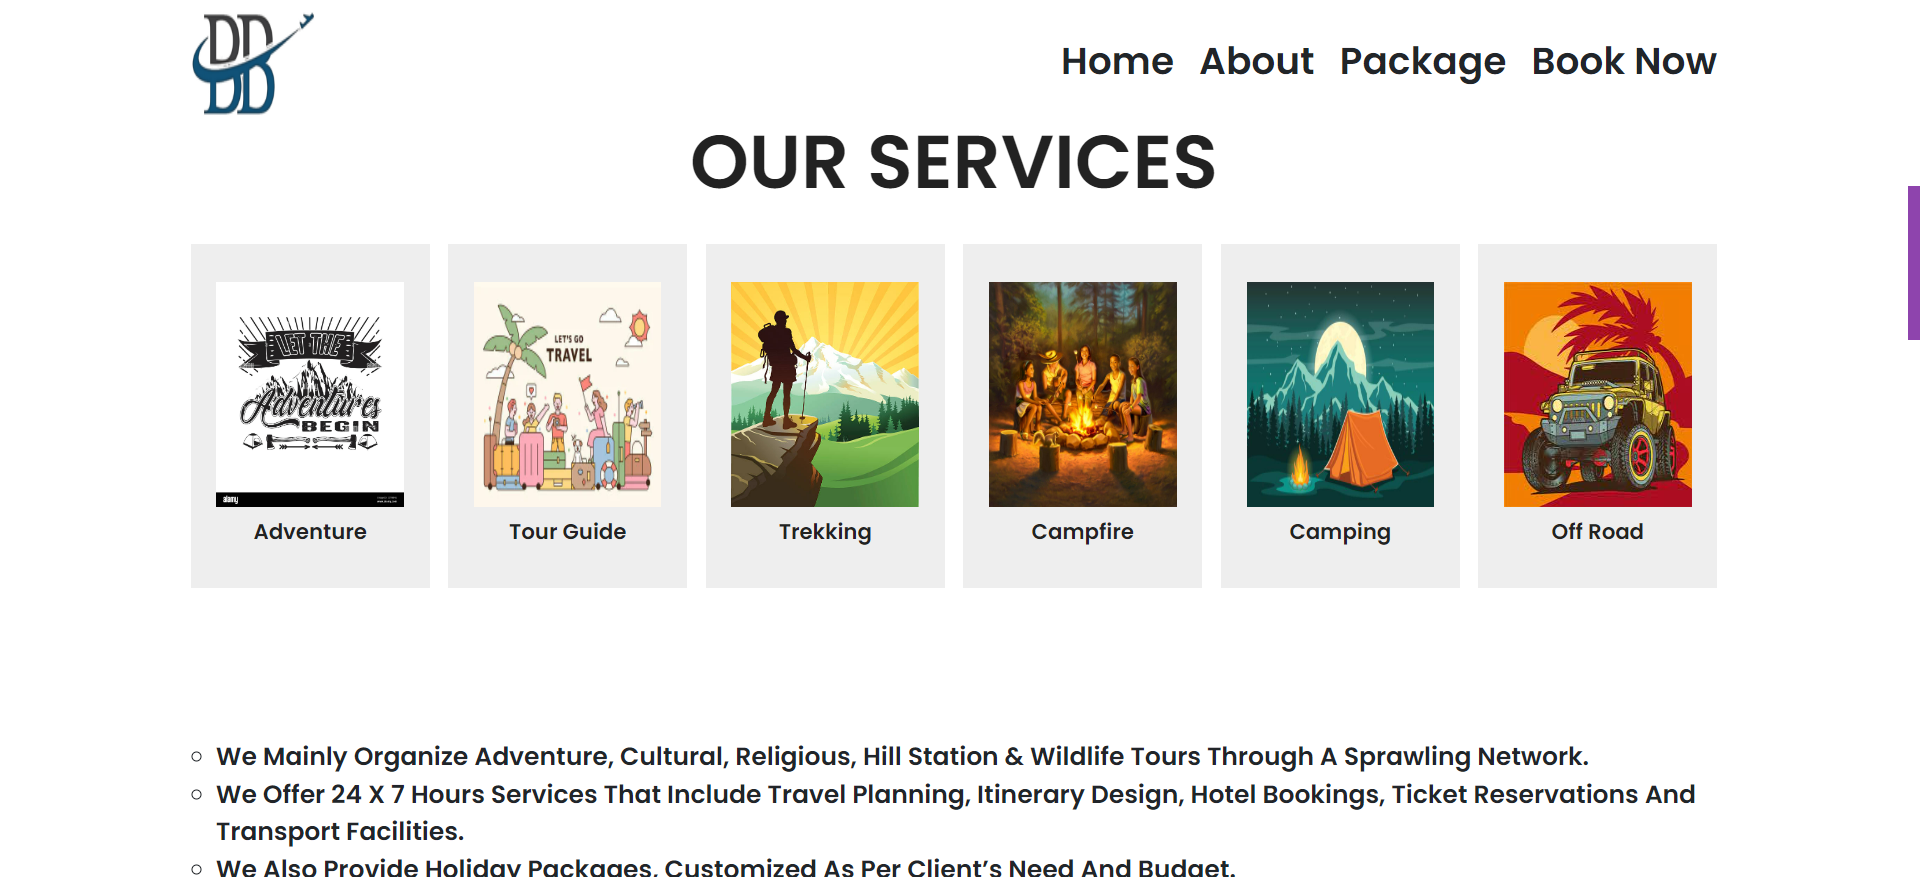 DD
Home About Package Book Now
DD
OUR SERVICES
LET THE
Adventures
BEGIN
alamy
LET'S GO
TRAVEL
Adventure
Tour Guide
Trekking
Campfire
Camping
Off Road
We Mainly Organize Adventure, Cultural, Religious, Hill Station & Wildlife Tours Through A Sprawling Network.
We Offer 24 X 7 Hours Services That Include Travel Planning, Itinerary Design, Hotel Bookings, Ticket Reservations And
Transport Facilities.
We Also Provide Holiday Packages, Customized As Per Client’s Need And Budget.